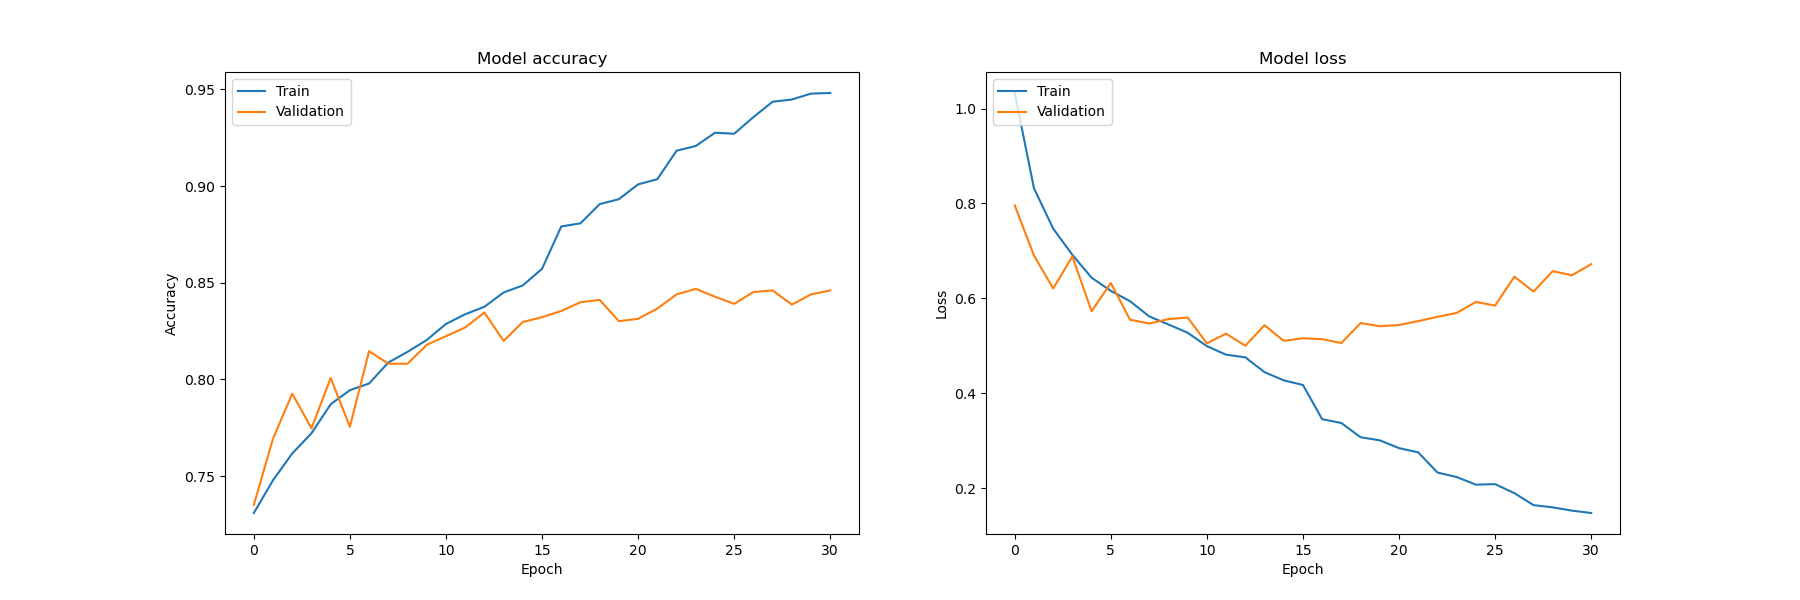 Model accuracy
Train
Validation
0.95
0.90
0.85
0.80
0.75
Accuracy
0 5 10 15 20 25 30
Epoch
Model loss
Train
Validation
1.0
0.8
0.6
0.4
0.2
Loss
0 5 10 15 20 25 30
Epoch